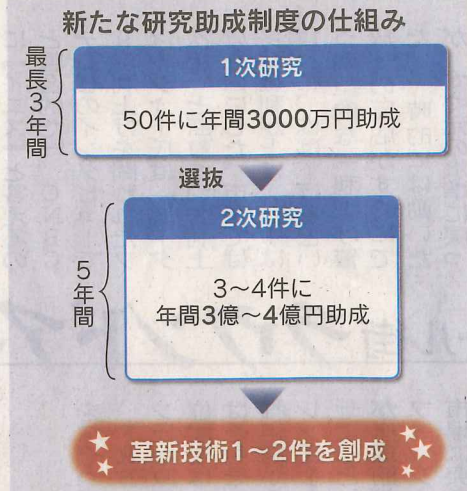 新たな研究助成制度の仕組み
最長3年間
1次研究
50件に年間3000万円助成
選抜
5年間
2次研究
3〜4件に
年間3億〜4億円助成
革新技術1〜2件を創成